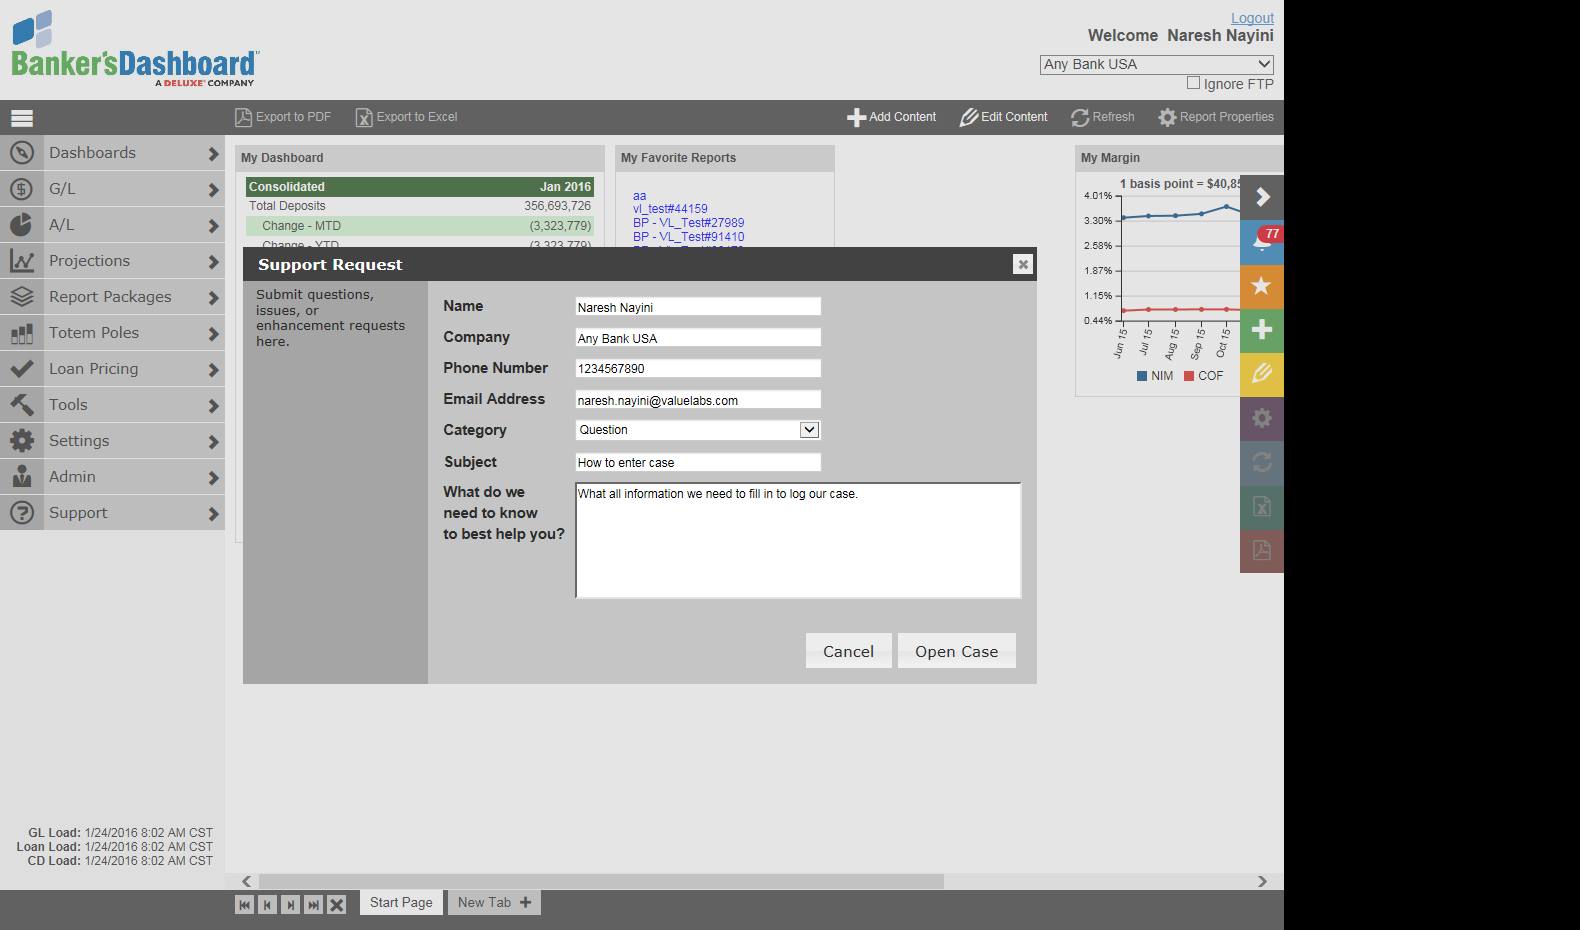 Banker'sDashboard
A DELUXE COMPANY
Logout
Welcome Naresh Nayini
Any Bank USA
Ignore FTP
Export to PDF
Export to Excel
Add Content
Edit Content
Refresh
Report Properties
Dashboards
G/L
A/L
Projections
Report Packages
Totem Poles
Loan Pricing
Tools
Settings
Admin
Support
My Dashboard
Consolidated Jan 2016
Total Deposits 356,693,726
Change - MTD (3,323,779)
Change - YTD (3,323,779)
My Favorite Reports
aa
vl_test#44159
BP - VL_Test#27989
BP - VL_Test#91410
My Margin
1 basis point = $40,85
4.01%
3.30%
2.58%
1.87%
1.15%
0.44%
Jun 15
Jul 15
Aug 15
Sep 15
Oct 15
NIM COF
77
Support Request
Submit questions,
issues, or
enhancement requests
here.
Name Naresh Nayini
Company Any Bank USA
Phone Number 1234567890
Email Address naresh.nayini@valuelabs.com
Category Question
Subject How to enter case
What do we
need to know
to best help you?
What all information we need to fill in to log our case.
Cancel
Open Case
GL Load: 1/24/2016 8:02 AM CST
Loan Load: 1/24/2016 8:02 AM CST
CD Load: 1/24/2016 8:02 AM CST
Start Page
New Tab